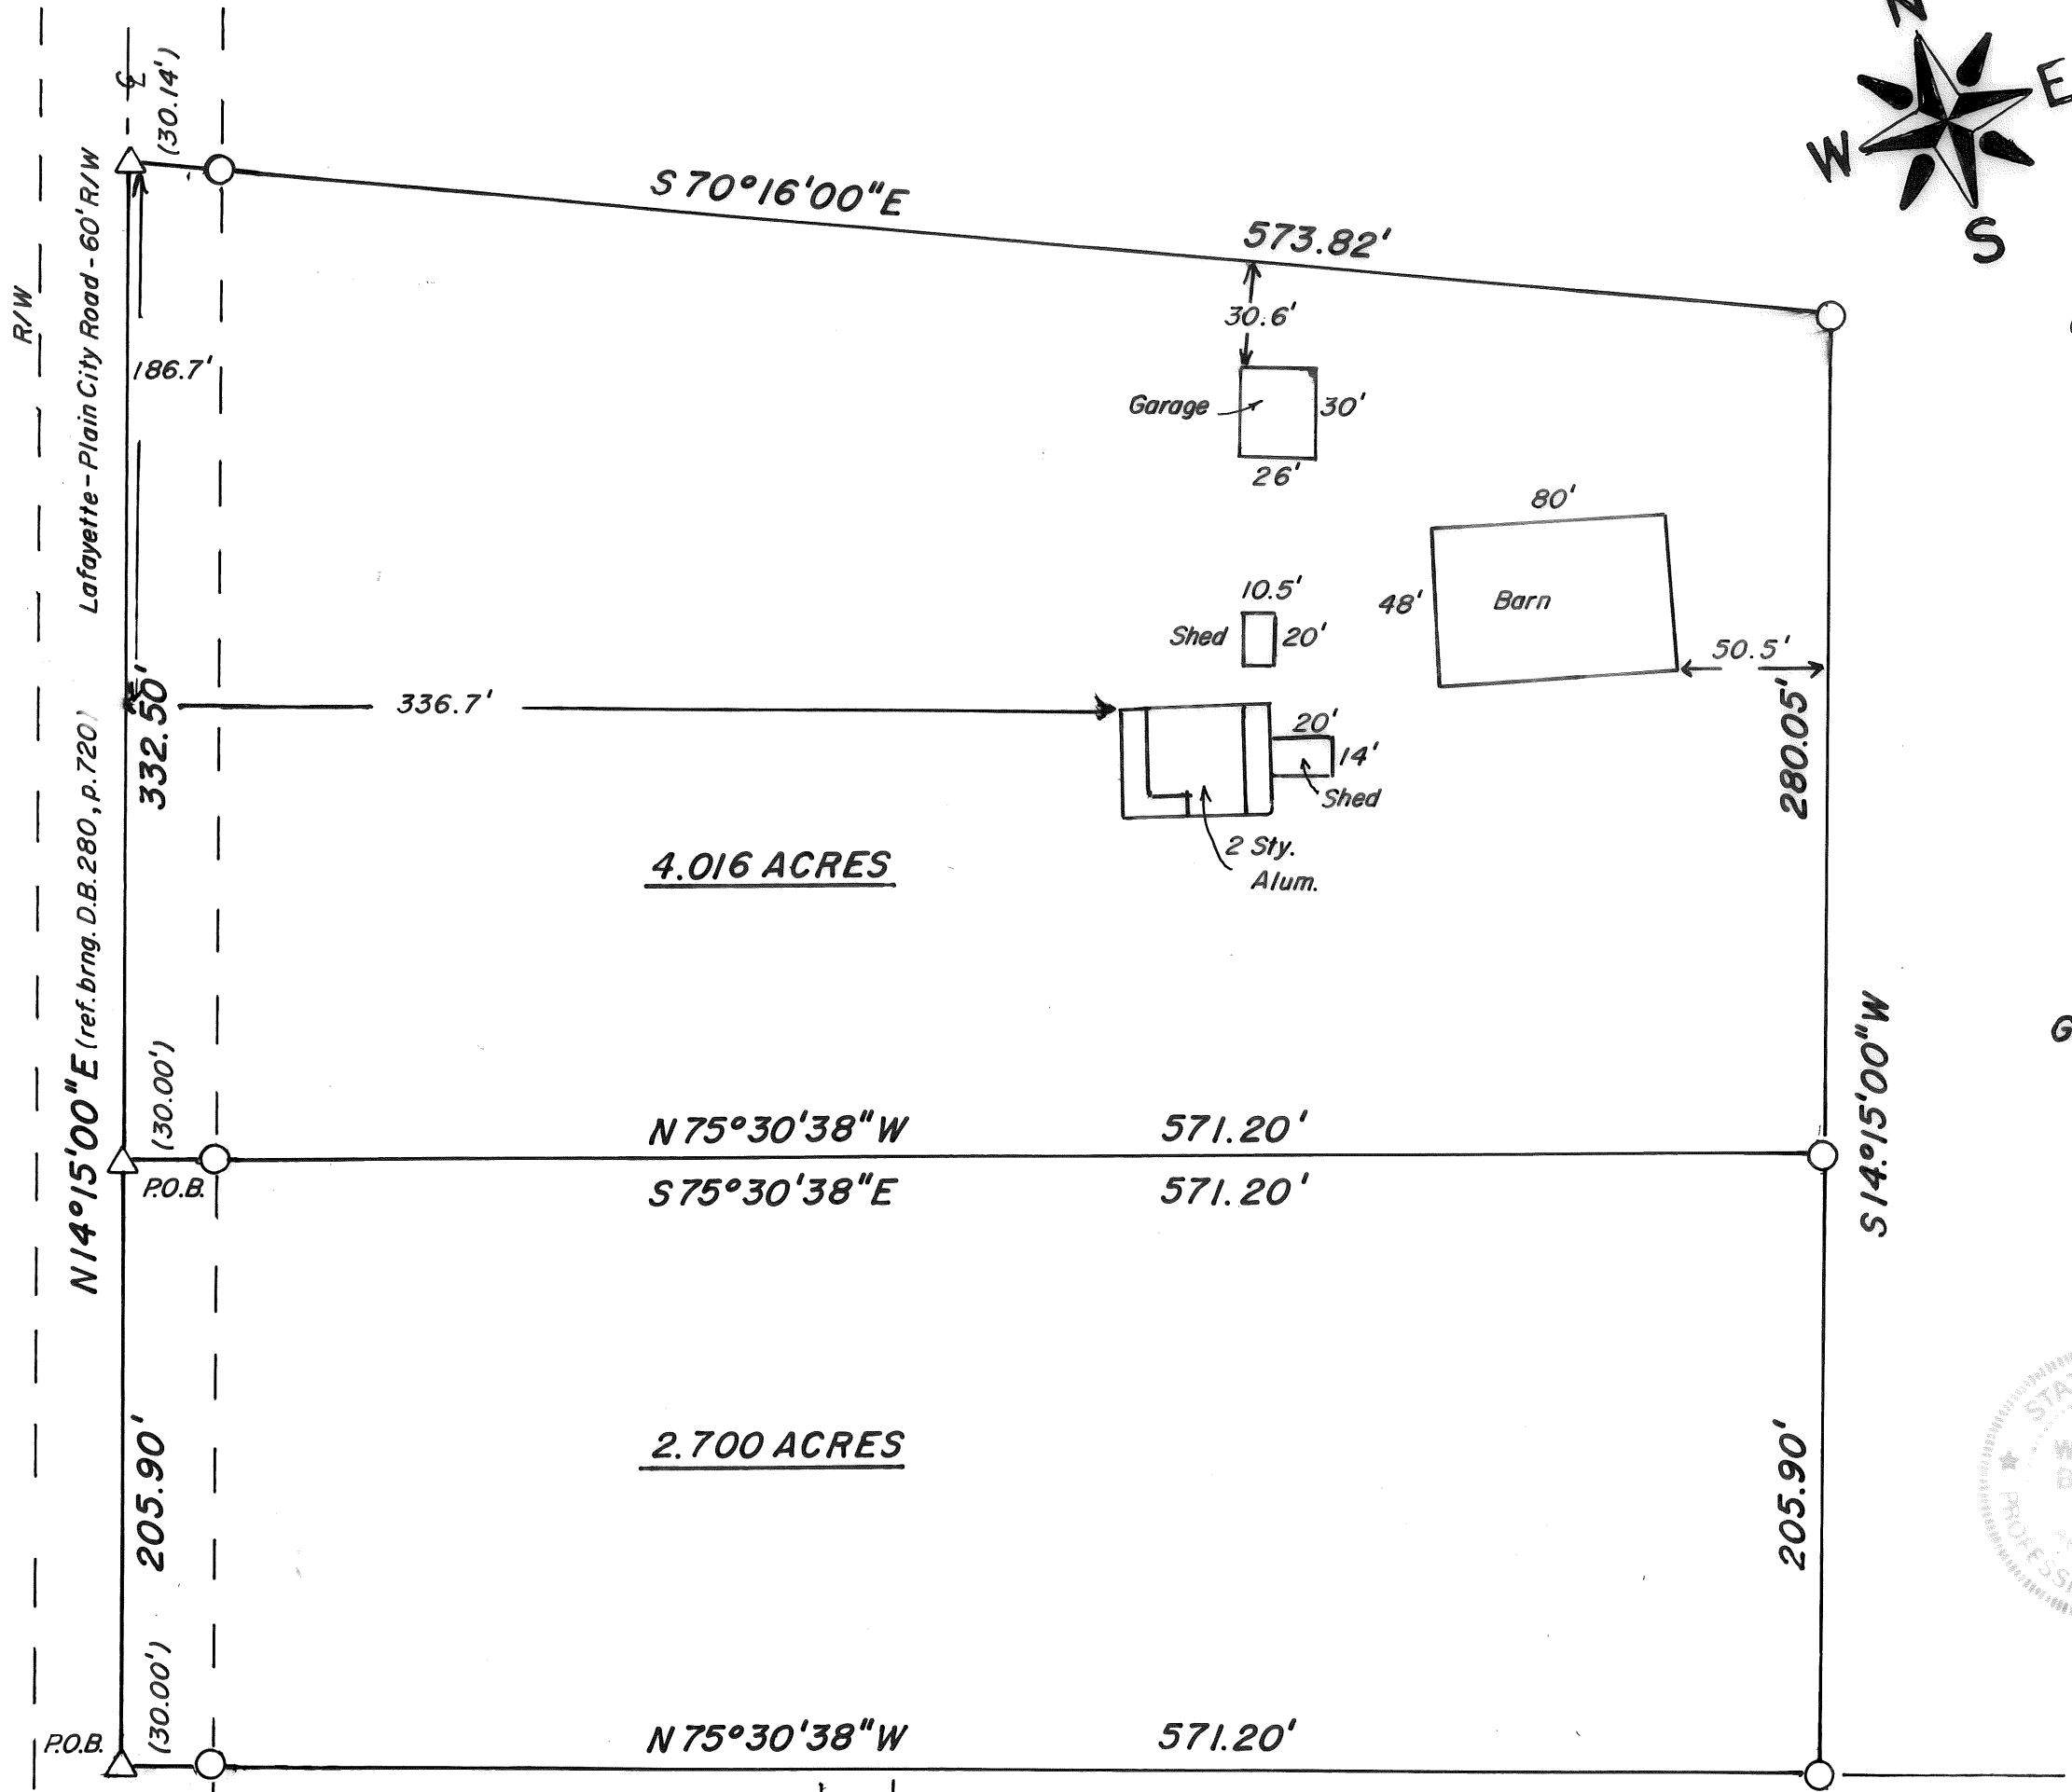 N
E
W
S
℄
(30.14')
S 70°16'00"E
573.82'
R/W
Lafayette-Plain City Road-60' R/W
186.7'
30.6'
Garage
30'
26'
80'
48'
Barn
50.5'
10.5'
Shed
20'
336.7'
332.50'
20'
14'
Shed
2 Sty.
Alum.
280.05'
4.016 ACRES
N 14°15'00"E (ref. brng. D.B. 280, p. 720)
S 14°15'00"W
G
(30.00')
N 75°30'38"W 571.20'
P.O.B.
S 75°30'38"E 571.20'
2.700 ACRES
205.90'
205.90'
STA
PROFESS
(30.00')
P.O.B.
N 75°30'38"W 571.20'